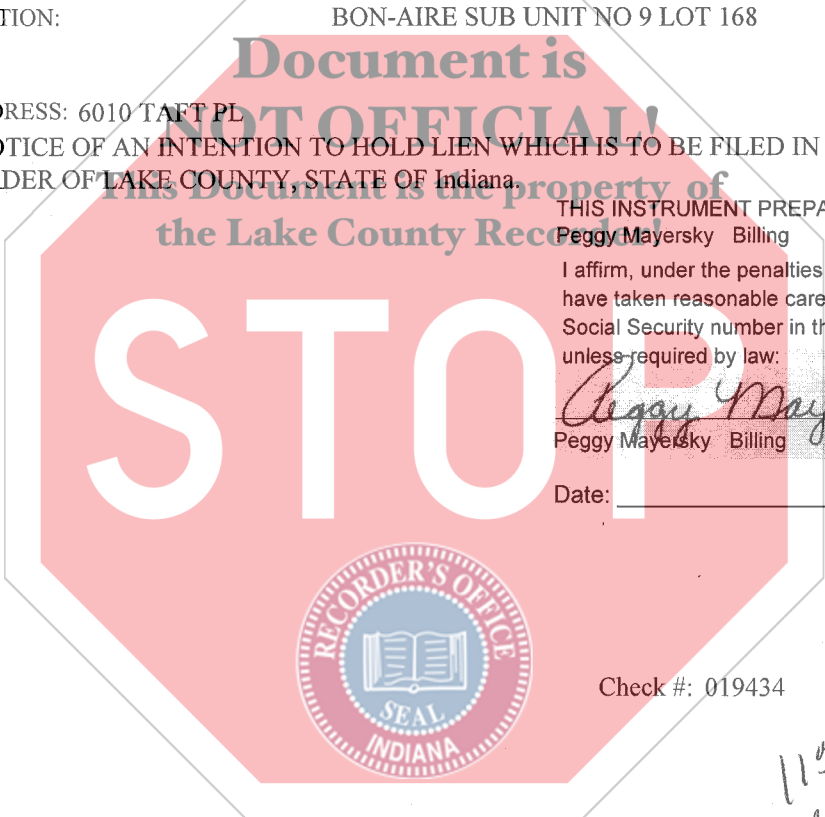 TION: BON-AIRE SUB UNIT NO 9 LOT 168
Document is
DRESS: 6010 TAFT PL
NOT OFFICIAL!
OTICE OF AN INTENTION TO HOLD LIEN WHICH IS TO BE FILED IN
DER OF LAKE COUNTY, STATE OF Indiana.
This Document is the property of
the Lake County Recorder!
THIS INSTRUMENT PREPA
Peggy Mayersky Billing
I affirm, under the penalties
have taken reasonable care
Social Security number in th
unless required by law:
STOP
Peggy May
Peggy Mayersky Billing
Date:
RECORDER'S OFFICE
SEAL
INDIANA
Check #: 019434